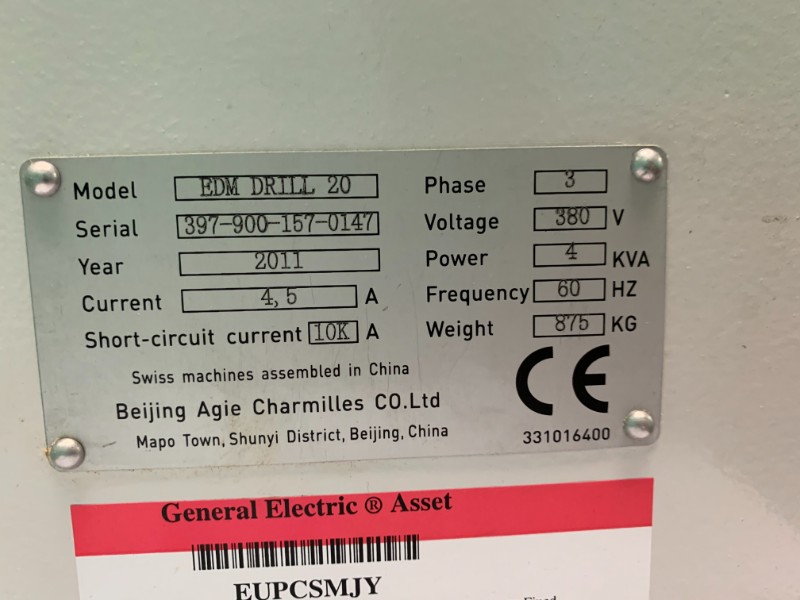 Model EDM DRILL 20 Phase 3
Serial 397-900-157-0147 Voltage 380 V
Year 2011 Power 4 KVA
Current 4,5 A Frequency 60 HZ
Short-circuit current 10K A Weight 875 KG
Swiss machines assembled in China
Beijing Agie Charmilles CO.Ltd
Mapo Town, Shunyi District, Beijing, China
CE
331016400
General Electric ® Asset
EUPCSMJY